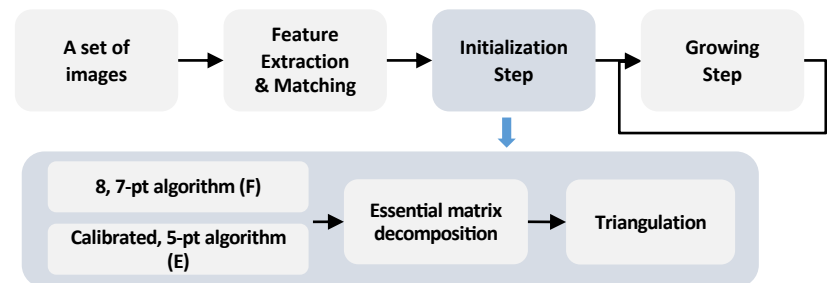 A set of
images
Feature
Extraction
& Matching
Initialization
Step
Growing
Step
8, 7-pt algorithm (F)
Calibrated, 5-pt algorithm
(E)
Essential matrix
decomposition
Triangulation